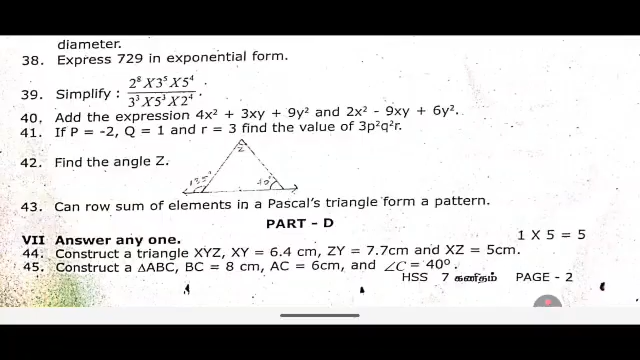 diameter.
38. Express 729 in exponential form.
39. Simplify : 2⁸ X 3⁵ X 5⁴ / 3³ X 5³ X 2⁴ .
40. Add the expression 4x² + 3xy + 9y² and 2x² - 9xy + 6y².
41. If P = -2, Q = 1 and r = 3 find the value of 3p²q²r.
42. Find the angle Z.
Z
135°
43. Can row sum of elements in a Pascal's triangle form a pattern.
PART - D
VII Answer any one. 1 X 5 = 5
44. Construct a triangle XYZ, XY = 6.4 cm, ZY = 7.7cm and XZ = 5cm.
45. Construct a ΔABC, BC = 8 cm, AC = 6cm, and ∠C = 40°.
HSS 7 கணிதம் PAGE - 2